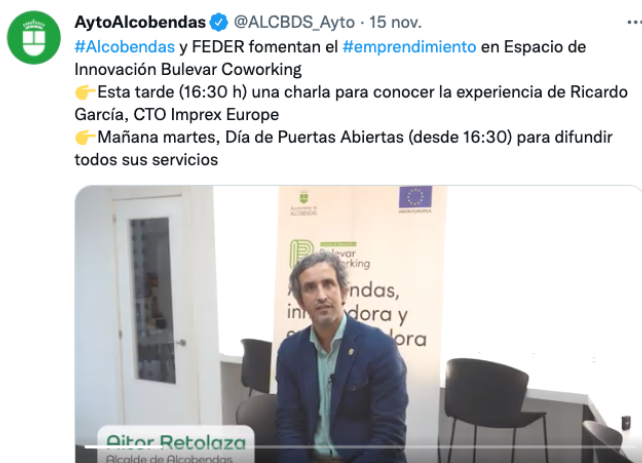 AytoAlcobendas @ALCBDS_Ayto · 15 nov.
#Alcobendas y FEDER fomentan el #emprendimiento en Espacio de
Innovación Bulevar Coworking
👉Esta tarde (16:30 h) una charla para conocer la experiencia de Ricardo
García, CTO Imprex Europe
👉Mañana martes, Día de Puertas Abiertas (desde 16:30) para difundir
todos sus servicios
ALCOBENDAS
UNIÓN EUROPEA
Aitor Retolaza
Alcalde de Alcobendas